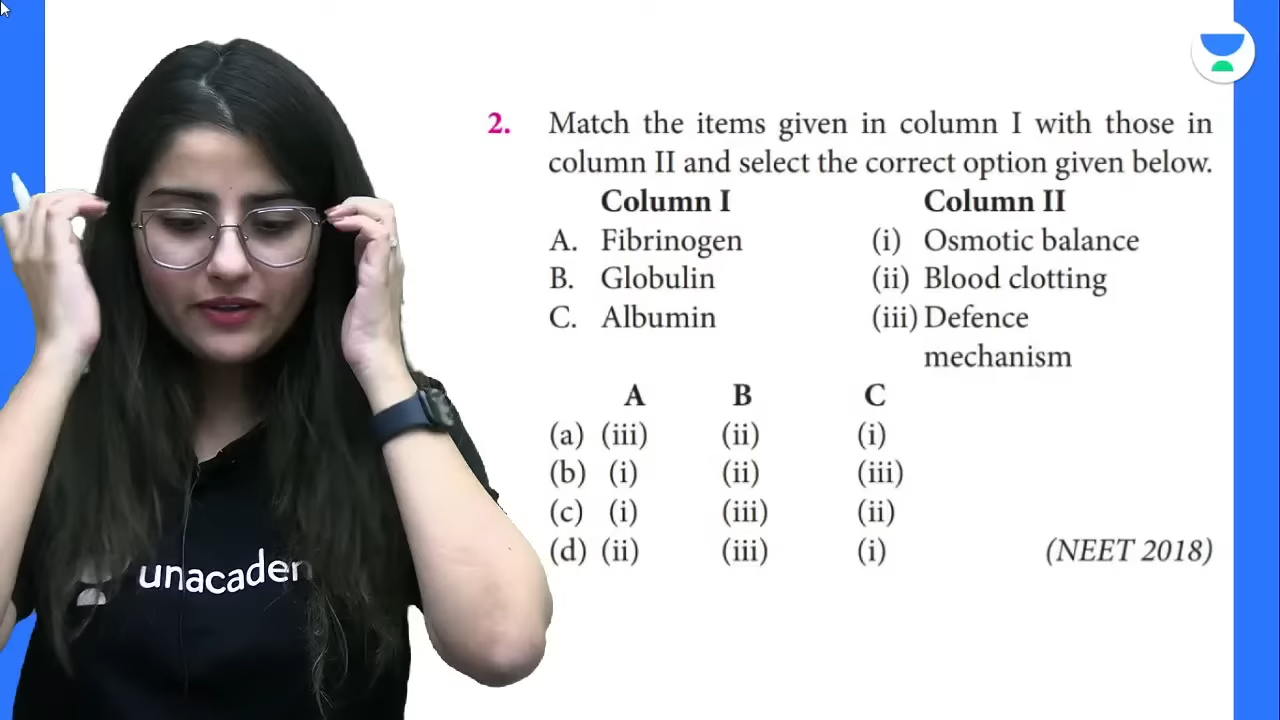 2. Match the items given in column I with those in
column II and select the correct option given below.
Column I Column II
A. Fibrinogen (i) Osmotic balance
B. Globulin (ii) Blood clotting
C. Albumin (iii) Defence
mechanism
A B C
(a) (iii) (ii) (i)
(b) (i) (ii) (iii)
(c) (i) (iii) (ii)
(d) (ii) (iii) (i) (NEET 2018)
unacaden